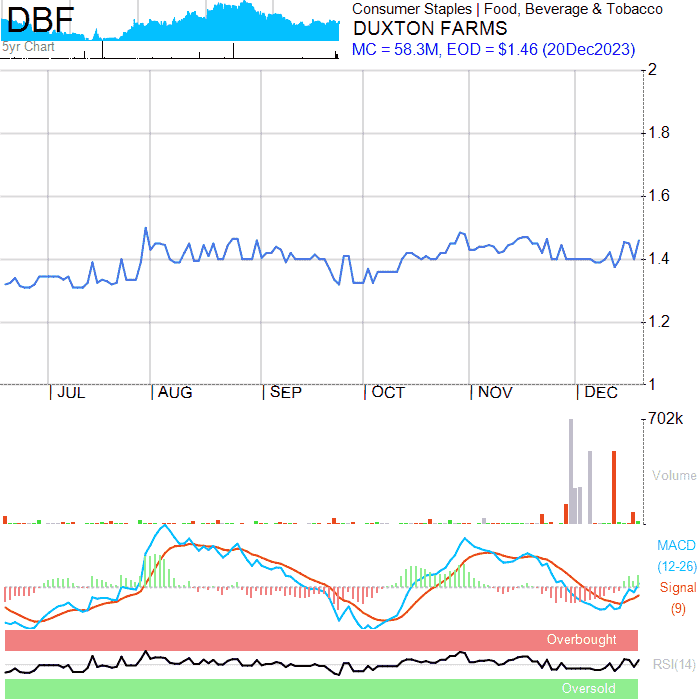 DBF
5yr Chart
Consumer Staples | Food, Beverage & Tobacco
DUXTON FARMS
MC = 58.3M, EOD = $1.46 (20Dec2023)
2
1.8
1.6
1.4
1.2
1
JUL
AUG
SEP
OCT
NOV
DEC
702k
Volume
MACD
(12-26)
Signal
(9)
Overbought
RSI(14)
Oversold